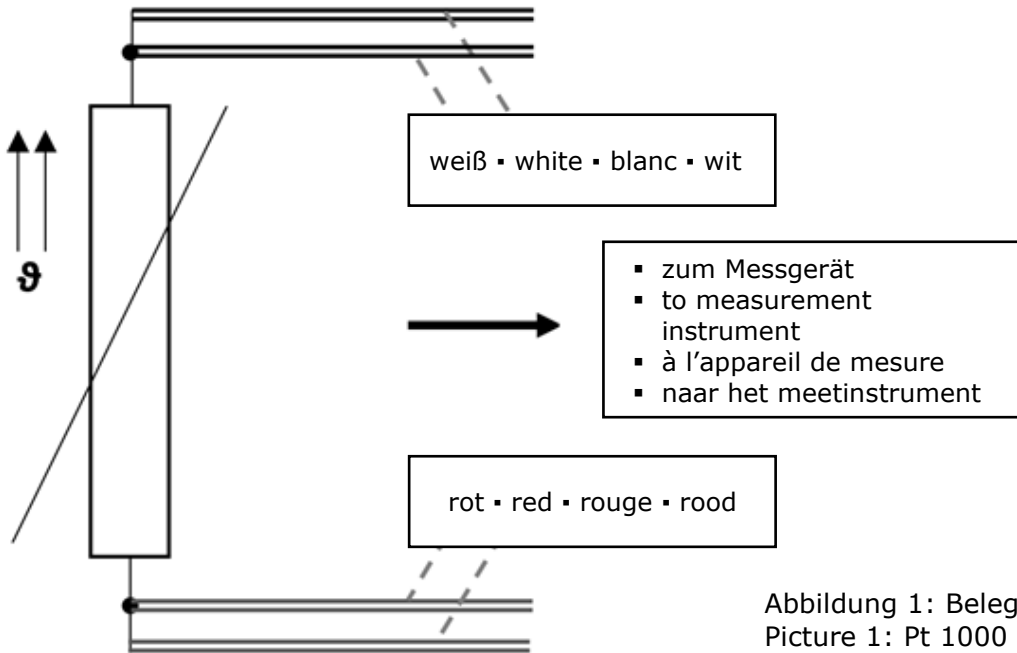 weiß ▪ white ▪ blanc ▪ wit
ϑ
▪ zum Messgerät
▪ to measurement
instrument
▪ à l’appareil de mesure
▪ naar het meetinstrument
rot ▪ red ▪ rouge ▪ rood
Abbildung 1: Beleg
Picture 1: Pt 1000